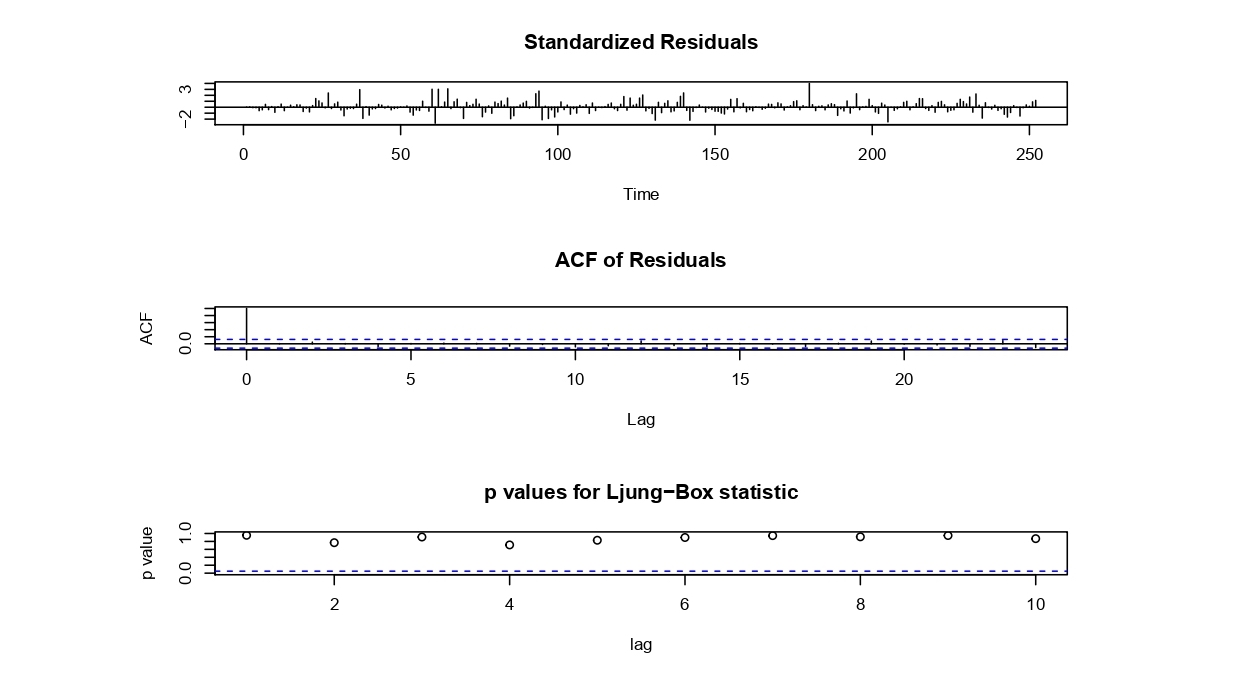 Standardized Residuals
3
−2
0 50 100 150 200 250
Time
ACF of Residuals
ACF
0.0
0 5 10 15 20
Lag
p values for Ljung−Box statistic
p value
1.0
0.0
2 4 6 8 10
lag